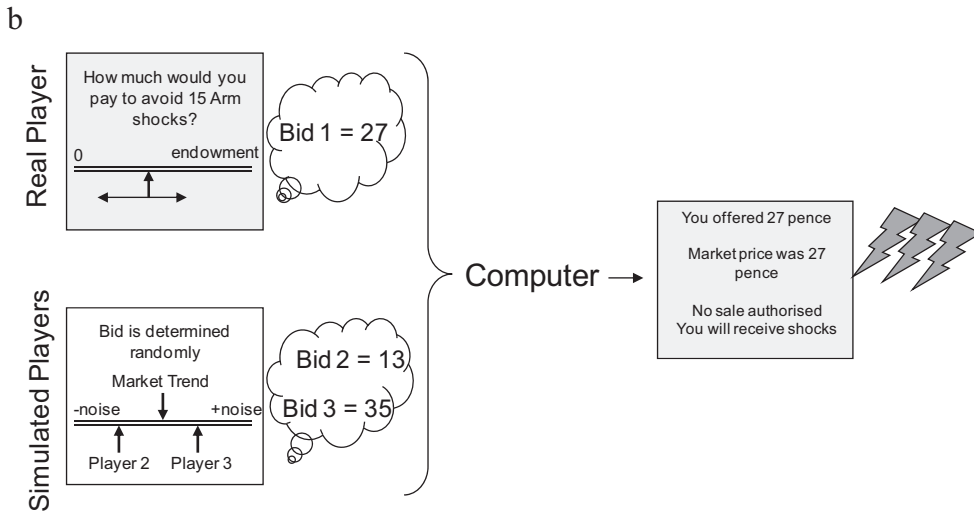 b
Real Player
How much would you
pay to avoid 15 Arm
shocks?
0 endowment
Bid 1 = 27
Simulated Players
Bid is determined
randomly
Market Trend
-noise +noise
Player 2 Player 3
Bid 2 = 13
Bid 3 = 35
Computer
You offered 27 pence
Market price was 27
pence
No sale authorised
You will receive shocks